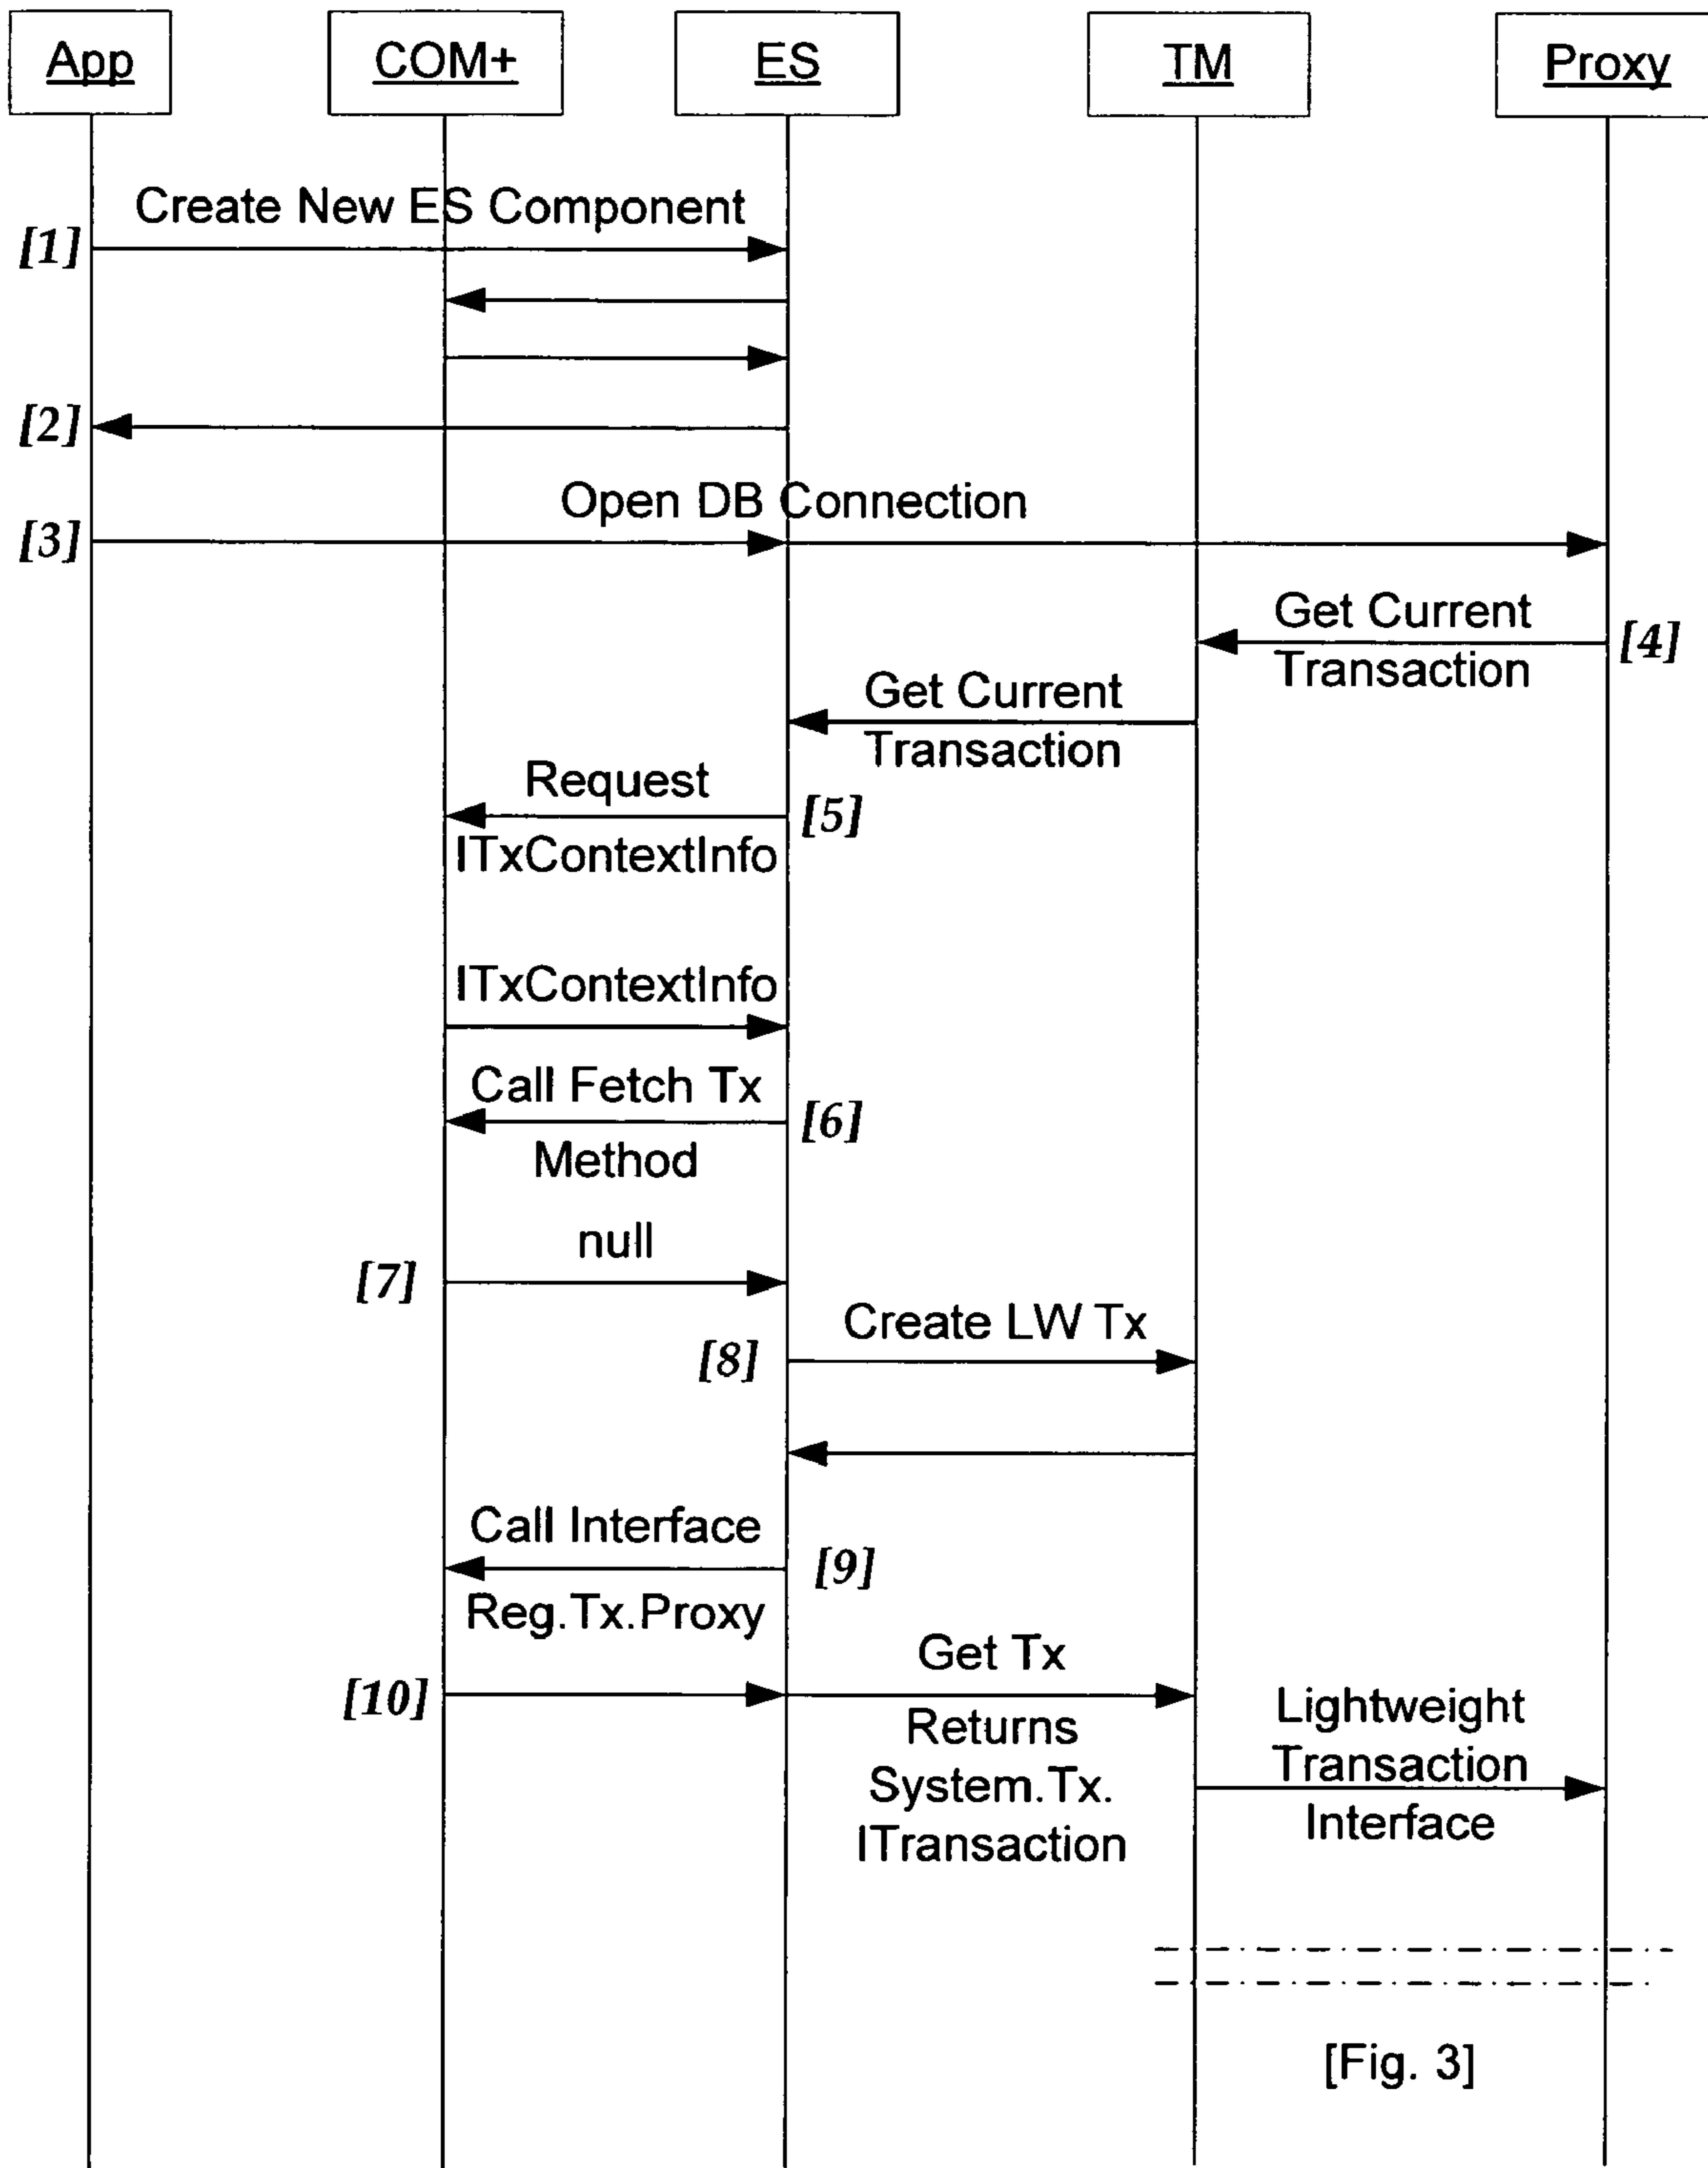 App
COM+
ES
TM
Proxy
Create New ES Component
[1]
[2]
Open DB Connection
[3]
Get Current
Transaction
[4]
Get Current
Transaction
Request
ITxContextInfo
[5]
ITxContextInfo
Call Fetch Tx
Method
[6]
null
[7]
Create LW Tx
[8]
Call Interface
Reg.Tx.Proxy
[9]
[10]
Get Tx
Returns
System.Tx.
ITransaction
Lightweight
Transaction
Interface
[Fig. 3]